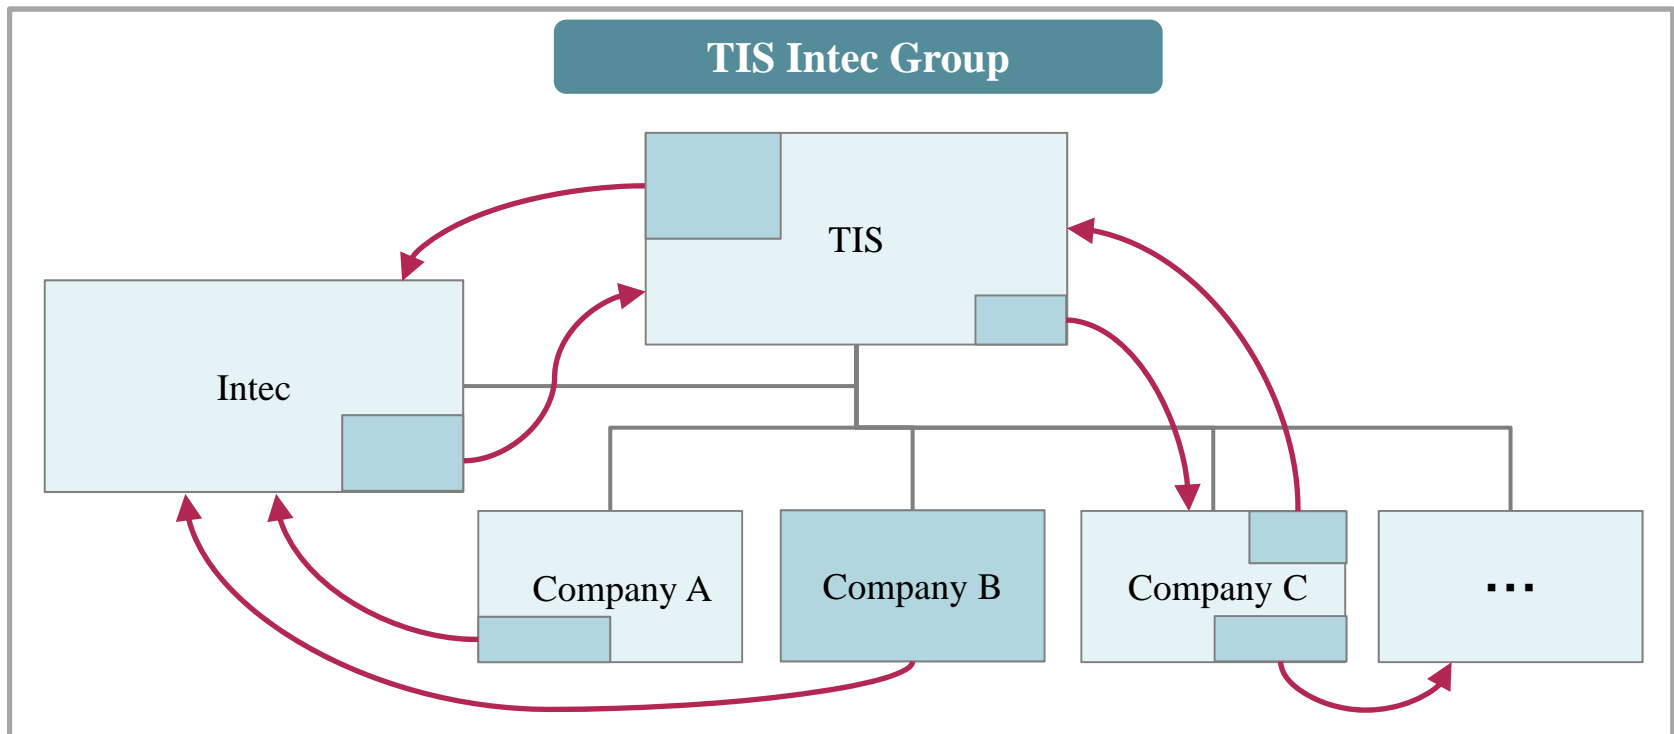 TIS Intec Group
TIS
Intec
Company A
Company B
Company C
...